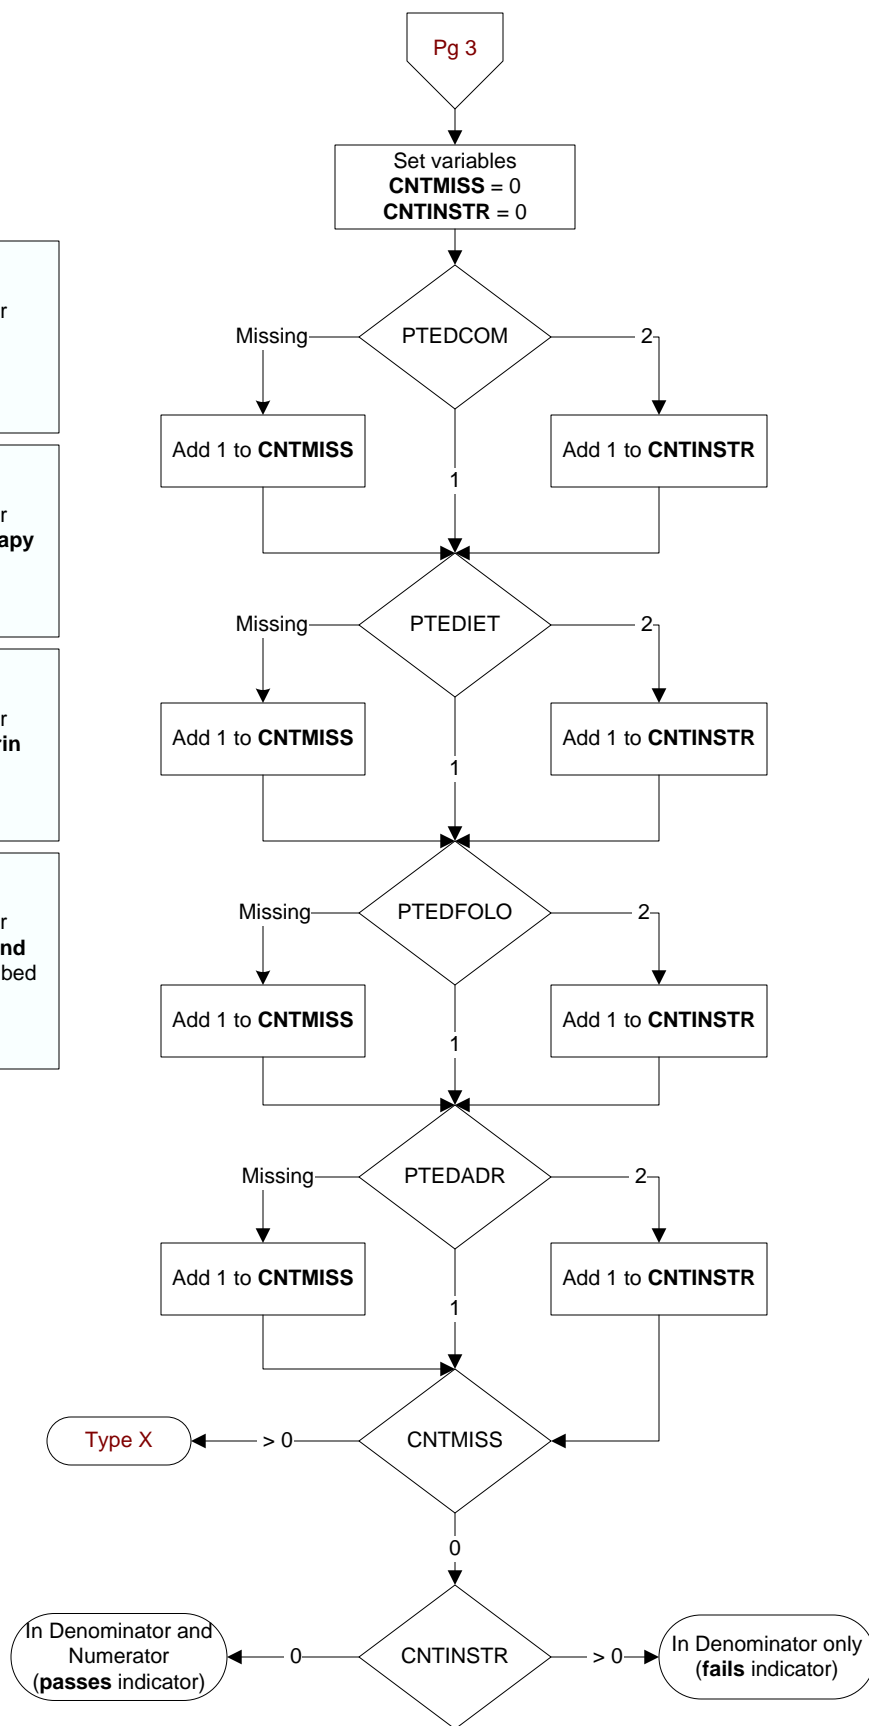 Pg 3
Set variables
CNTMISS = 0
CNTINSTR = 0
PTEDCOM
Missing
2
Add 1 to CNTMISS
Add 1 to CNTINSTR
1
PTEDIET
Missing
2
Add 1 to CNTMISS
Add 1 to CNTINSTR
1
PTEDFOLO
Missing
2
Add 1 to CNTMISS
Add 1 to CNTINSTR
1
PTEDADR
Missing
2
Add 1 to CNTMISS
Add 1 to CNTINSTR
1
CNTMISS
> 0
Type X
0
CNTINSTR
0
In Denominator and
Numerator
(passes indicator)
> 0
In Denominator only
(fails indicator)